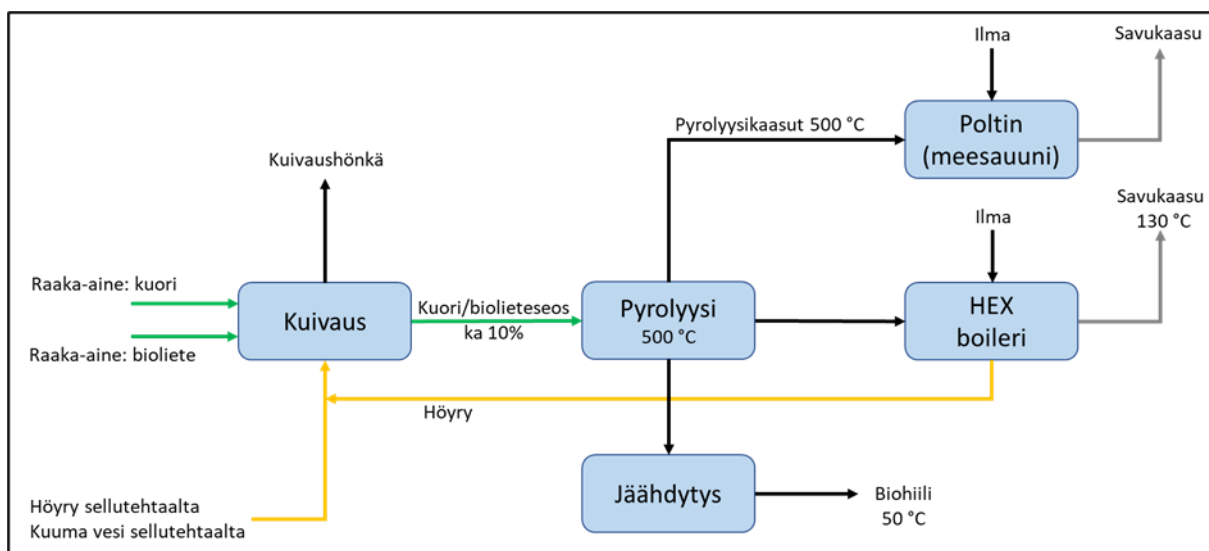 Ilma
Savukaasu
Pyrolyysikaasut 500 °C
Poltin
(meesauuni)
Kuivaushönkä
Savukaasu
130 °C
Ilma
Raaka-aine: kuori
Kuivaus
Kuori/biolieteseos
ka 10%
Pyrolyysi
500 °C
HEX
boileri
Raaka-aine: bioliete
Höyry
Höyry sellutehtaalta
Kuuma vesi sellutehtaalta
Jäähdytys
Biohiili
50 °C